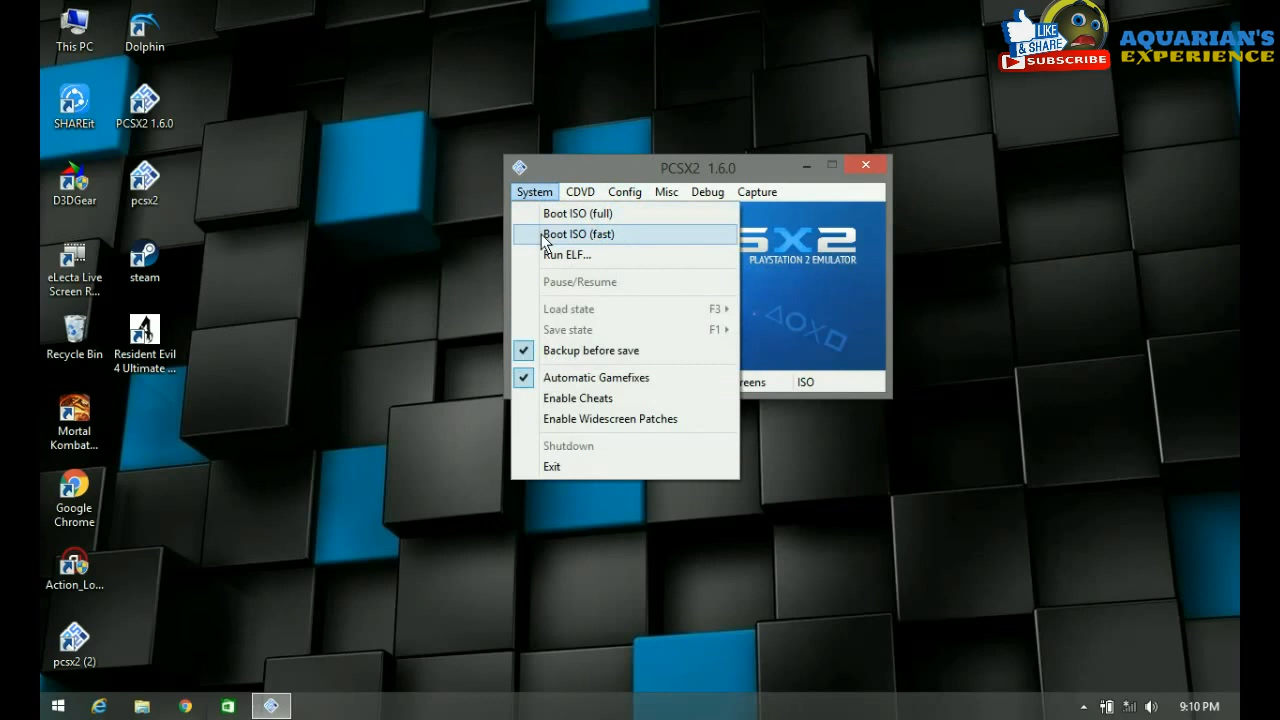 This PC
Dolphin
SHAREit
PCSX2 1.6.0
D3DGear
pcsx2
eLecta Live
Screen R...
steam
Recycle Bin
Resident Evil
4 Ultimate ...
Mortal
Kombat...
Google
Chrome
Action_Lo...
pcsx2 (2)
LIKE
& SHARE
SUBSCRIBE
AQUARIAN'S
EXPERIENCE
PCSX2 1.6.0
System CDVD Config Misc Debug Capture
Boot ISO (full)
Boot ISO (fast)
Run ELF...
Pause/Resume
Load state F3
Save state F1
Backup before save
Automatic Gamefixes
Enable Cheats
Enable Widescreen Patches
Shutdown
Exit
SX2
PLAYSTATION 2 EMULATOR
reens ISO
9:10 PM